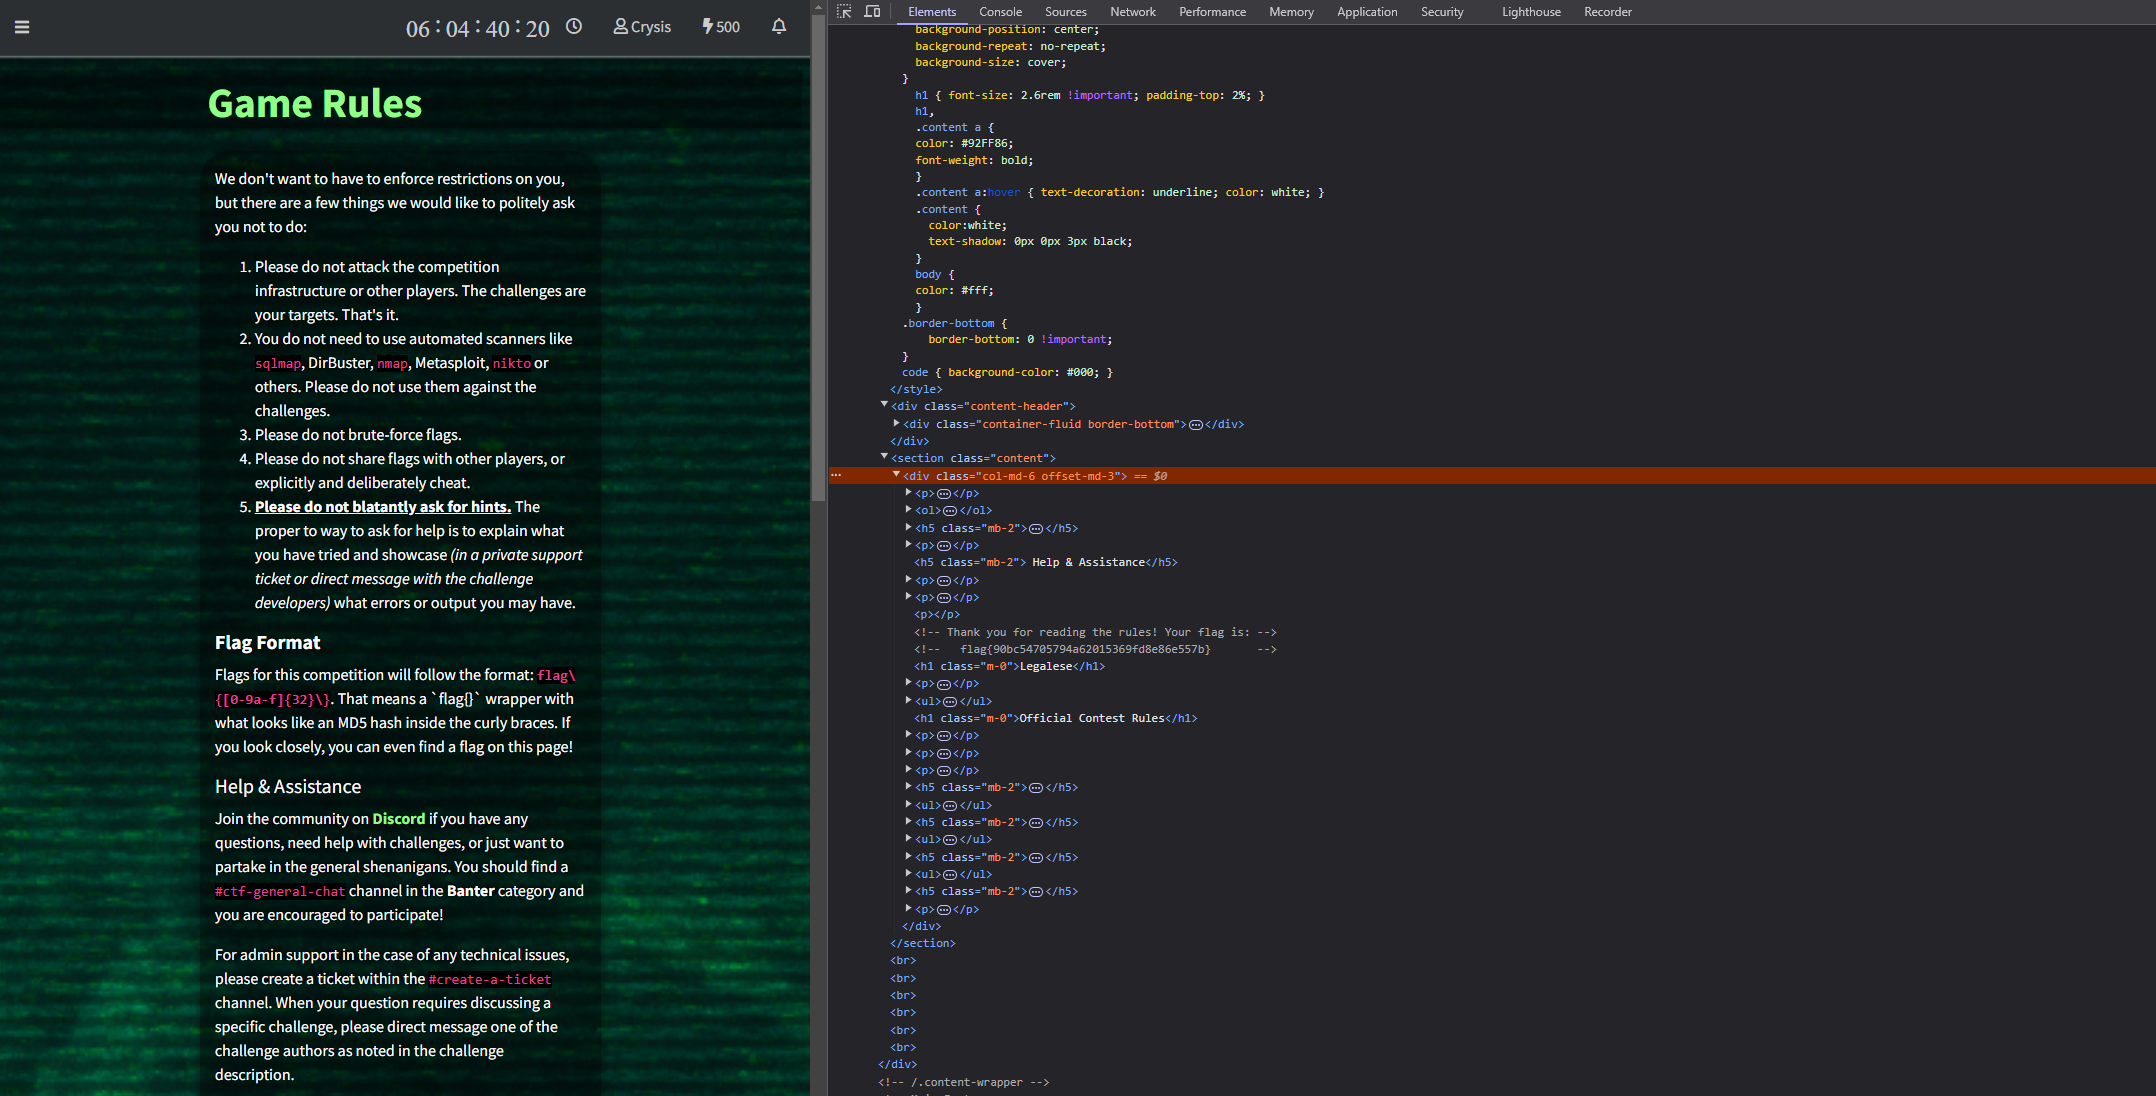 06 : 04 : 40 : 20 Crysis 500
Game Rules
We don't want to have to enforce restrictions on you,
but there are a few things we would like to politely ask
you not to do:
1. Please do not attack the competition
infrastructure or other players. The challenges are
your targets. That's it.
2. You do not need to use automated scanners like
sqlmap, DirBuster, nmap, Metasploit, nikto or
others. Please do not use them against the
challenges.
3. Please do not brute-force flags.
4. Please do not share flags with other players, or
explicitly and deliberately cheat.
5. Please do not blatantly ask for hints. The
proper to way to ask for help is to explain what
you have tried and showcase (in a private support
ticket or direct message with the challenge
developers) what errors or output you may have.
Flag Format
Flags for this competition will follow the format: flag\
{[0-9a-f]{32}\}. That means a `flag{}` wrapper with
what looks like an MD5 hash inside the curly braces. If
you look closely, you can even find a flag on this page!
Help & Assistance
Join the community on Discord if you have any
questions, need help with challenges, or just want to
partake in the general shenanigans. You should find a
#ctf-general-chat channel in the Banter category and
you are encouraged to participate!
For admin support in the case of any technical issues,
please create a ticket within the #create-a-ticket
channel. When your question requires discussing a
specific challenge, please direct message one of the
challenge authors as noted in the challenge
description.
Elements Console Sources Network Performance Memory Application Security Lighthouse Recorder
background-position: center;
background-repeat: no-repeat;
background-size: cover;
}
h1 { font-size: 2.6rem !important; padding-top: 2%; }
h1,
.content a {
color: #92FF86;
font-weight: bold;
}
.content a:hover { text-decoration: underline; color: white; }
.content {
color:white;
text-shadow: 0px 0px 3px black;
}
body {
color: #fff;
}
.border-bottom {
border-bottom: 0 !important;
}
code { background-color: #000; }
</style>
<div class="content-header">
<div class="container-fluid border-bottom">…</div>
</div>
<section class="content">
<div class="col-md-6 offset-md-3"> == $0
<p>…</p>
<ol>…</ol>
<h5 class="mb-2">…</h5>
<p>…</p>
<h5 class="mb-2"> Help & Assistance</h5>
<p>…</p>
<p>…</p>
<p></p>
<!-- Thank you for reading the rules! Your flag is: -->
<!-- flag{90bc54705794a62015369fd8e86e557b} -->
<h1 class="m-0">Legalese</h1>
<p>…</p>
<ul>…</ul>
<h1 class="m-0">Official Contest Rules</h1>
<p>…</p>
<p>…</p>
<p>…</p>
<h5 class="mb-2">…</h5>
<ul>…</ul>
<h5 class="mb-2">…</h5>
<ul>…</ul>
<h5 class="mb-2">…</h5>
<ul>…</ul>
<h5 class="mb-2">…</h5>
<p>…</p>
</div>
</section>
<br>
<br>
<br>
<br>
<br>
<br>
</div>
<!-- /.content-wrapper -->